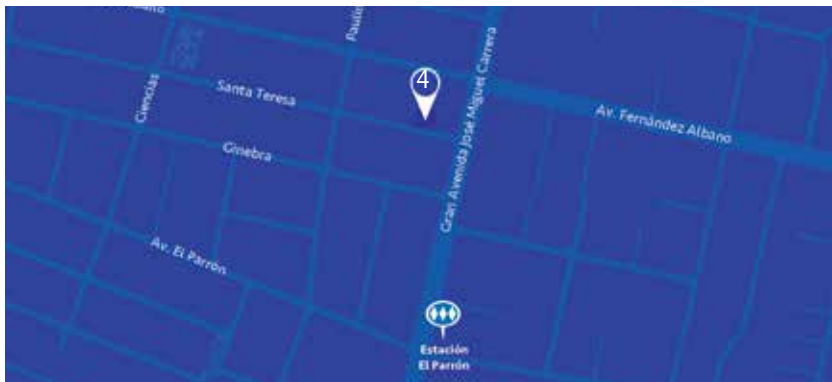 4
Gran Avenida José Miguel Carrera
Av. Fernández Albano
Santa Teresa
Ciencias
Ginebra
Av. El Parrón
Estación
El Parrón